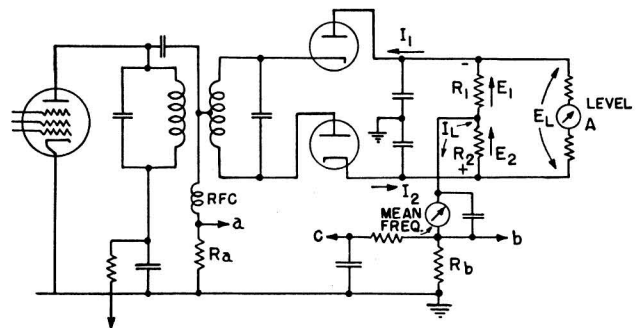 I1
-
R1
E1
EL
LEVEL
A
IL
R2
E2
+
I2
RFC
MEAN
FREQ.
a
C
b
Ra
Rb